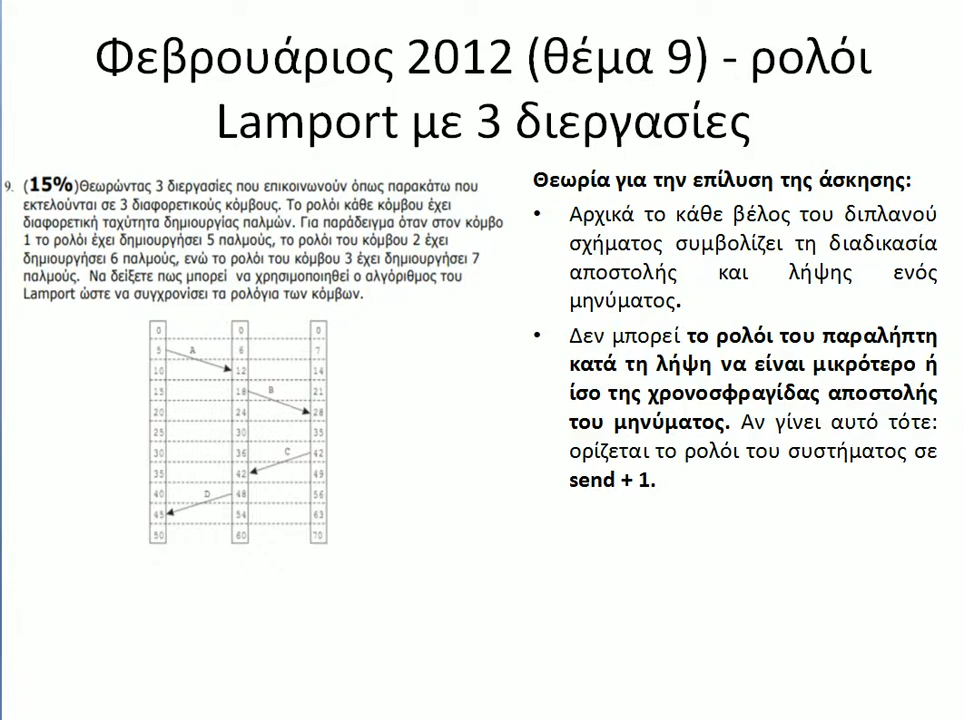 Φεβρουάριος 2012 (θέμα 9) - ρολόι
Lamport με 3 διεργασίες
9. (15%)Θεωρώντας 3 διεργασίες που επικοινωνούν όπως παρακάτω που
εκτελούνται σε 3 διαφορετικούς κόμβους. Το ρολόι κάθε κόμβου έχει
διαφορετική ταχύτητα δημιουργίας παλμών. Για παράδειγμα όταν στον κόμβο
1 το ρολόι έχει δημιουργήσει 5 παλμούς, το ρολόι του κόμβου 2 έχει
δημιουργήσει 6 παλμούς, ενώ το ρολόι του κόμβου 3 έχει δημιουργήσει 7
παλμούς. Να δείξετε πως μπορεί να χρησιμοποιηθεί ο αλγόριθμος του
Lamport ώστε να συγχρονίσει τα ρολόγια των κόμβων.
0 0 0
5 A 6 7
10 12 14
15 18 B 21
20 24 28
25 30 35
30 36 C 42
35 42 49
40 D 48 56
45 54 63
50 60 70
Θεωρία για την επίλυση της άσκησης:
• Αρχικά το κάθε βέλος του διπλανού
σχήματος συμβολίζει τη διαδικασία
αποστολής και λήψης ενός
μηνύματος.
• Δεν μπορεί το ρολόι του παραλήπτη
κατά τη λήψη να είναι μικρότερο ή
ίσο της χρονοσφραγίδας αποστολής
του μηνύματος. Αν γίνει αυτό τότε:
ορίζεται το ρολόι του συστήματος σε
send + 1.